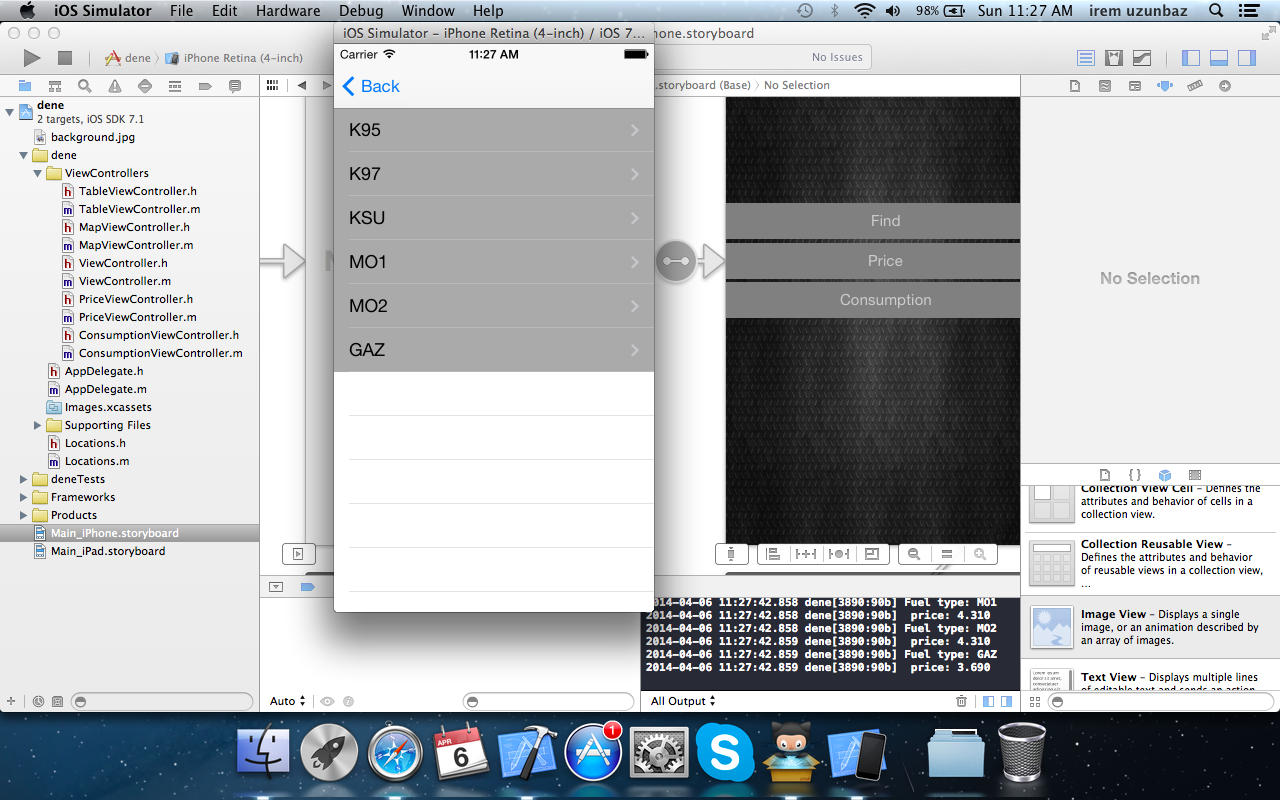 iOS Simulator File Edit Hardware Debug Window Help 98% Sun 11:27 AM irem uzunbaz
iOS Simulator – iPhone Retina (4-inch) / iOS 7…
hone.storyboard
dene iPhone Retina (4-inch)
No Issues
Carrier 11:27 AM
Back
K95
K97
KSU
MO1
MO2
GAZ
dene
2 targets, iOS SDK 7.1
background.jpg
dene
ViewControllers
h TableViewController.h
m TableViewController.m
h MapViewController.h
m MapViewController.m
h ViewController.h
m ViewController.m
h PriceViewController.h
m PriceViewController.m
h ConsumptionViewController.h
m ConsumptionViewController.m
h AppDelegate.h
m AppDelegate.m
Images.xcassets
Supporting Files
h Locations.h
m Locations.m
deneTests
Frameworks
Products
Main_iPhone.storyboard
Main_iPad.storyboard
.storyboard (Base) No Selection
Find
Price
Consumption
No Selection
{ }
Collection View Cell – Defines the
attributes and behavior of cells in a
collection view.
Collection Reusable View –
Defines the attributes and behavior
of reusable views in a collection view,
…
Image View – Displays a single
image, or an animation described by
an array of images.
Text View – Displays multiple lines
of editable text and sends an action
2014-04-06 11:27:42.858 dene[3890:90b] Fuel type: MO1
2014-04-06 11:27:42.858 dene[3890:90b] price: 4.310
2014-04-06 11:27:42.859 dene[3890:90b] Fuel type: MO2
2014-04-06 11:27:42.859 dene[3890:90b] price: 4.310
2014-04-06 11:27:42.859 dene[3890:90b] Fuel type: GAZ
2014-04-06 11:27:42.859 dene[3890:90b] price: 3.690
Auto
All Output
APR
6
1